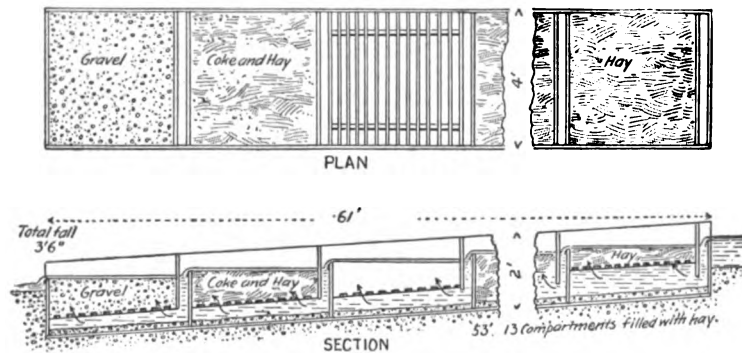 Gravel
Coke and Hay
Hay
4'
PLAN
61'
Total fall
3'6"
Gravel
Coke and Hay
2'
Hay
53'. 13 Compartments filled with hay.
SECTION